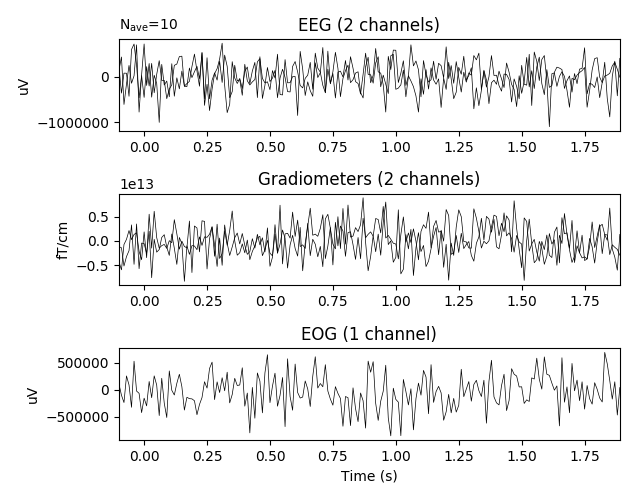 N_ave=10
EEG (2 channels)
uV
0
−1000000
0.00 0.25 0.50 0.75 1.00 1.25 1.50 1.75
1e13
Gradiometers (2 channels)
fT/cm
0.5
0.0
−0.5
0.00 0.25 0.50 0.75 1.00 1.25 1.50 1.75
EOG (1 channel)
uV
500000
0
−500000
0.00 0.25 0.50 0.75 1.00 1.25 1.50 1.75
Time (s)